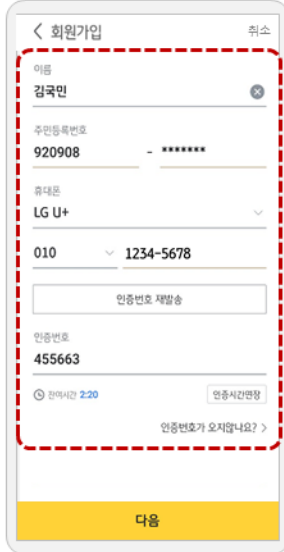 < 회원가입 취소
이름
김국민
주민등록번호
920908 - *******
휴대폰
LG U+
010 1234-5678
인증번호 재발송
인증번호
455663
잔여시간 2:20 인증시간연장
인증번호가 오지않나요? >
다음